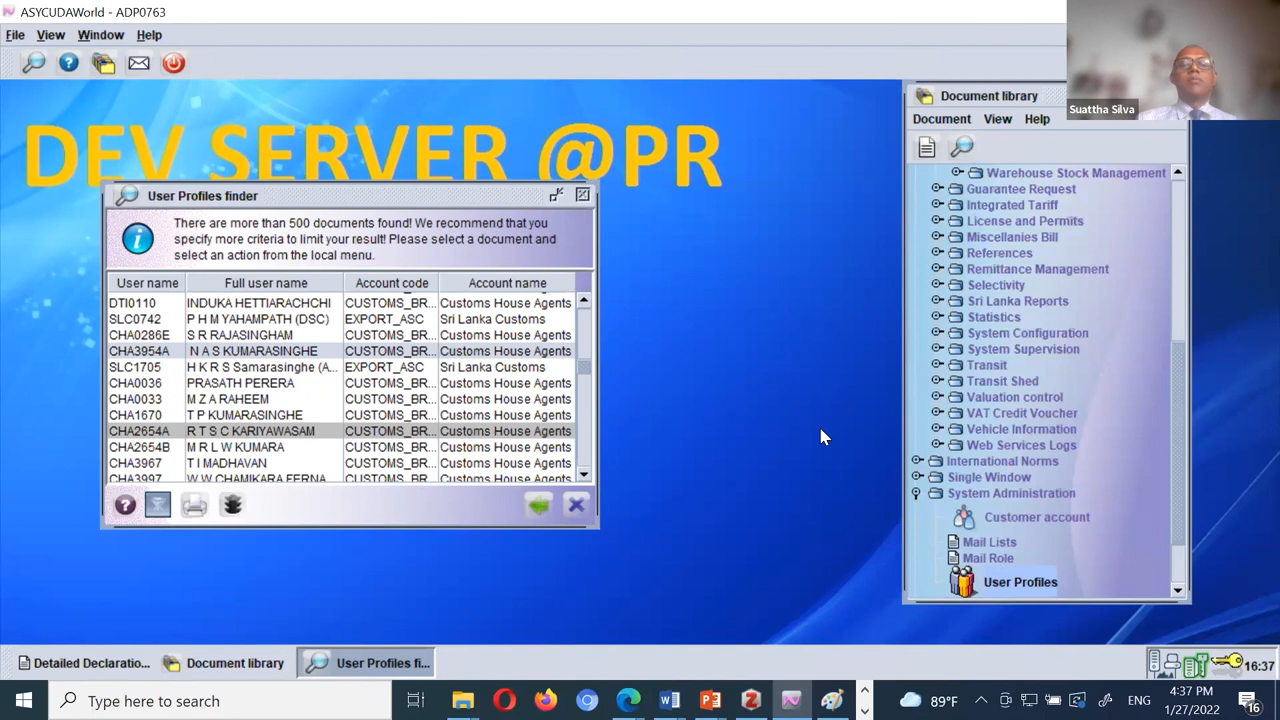 ASYCUDAWorld - ADP0763
File View Window Help
Suattha Silva
DEV SERVER @PR
User Profiles finder
There are more than 500 documents found! We recommend that you
specify more criteria to limit your result! Please select a document and
select an action from the local menu.
User name Full user name Account code Account name
DTI0110 INDUKA HETTIARACHCHI CUSTOMS_BR... Customs House Agents
SLC0742 P H M YAHAMPATH (DSC) EXPORT_ASC Sri Lanka Customs
CHA0286E S R RAJASINGHAM CUSTOMS_BR... Customs House Agents
CHA3954A N A S KUMARASINGHE CUSTOMS_BR... Customs House Agents
SLC1705 H K R S Samarasinghe (A... EXPORT_ASC Sri Lanka Customs
CHA0036 PRASATH PERERA CUSTOMS_BR... Customs House Agents
CHA0033 M Z A RAHEEM CUSTOMS_BR... Customs House Agents
CHA1670 T P KUMARASINGHE CUSTOMS_BR... Customs House Agents
CHA2654A R T S C KARIYAWASAM CUSTOMS_BR... Customs House Agents
CHA2654B M R L W KUMARA CUSTOMS_BR... Customs House Agents
CHA3967 T I MADHAVAN CUSTOMS_BR... Customs House Agents
CHA3997 W W CHAMIKARA FERNA... CUSTOMS_BR... Customs House Agents
Document library
Document View Help
Warehouse Stock Management
Guarantee Request
Integrated Tariff
License and Permits
Miscellanies Bill
References
Remittance Management
Selectivity
Sri Lanka Reports
Statistics
System Configuration
System Supervision
Transit
Transit Shed
Valuation control
VAT Credit Voucher
Vehicle Information
Web Services Logs
International Norms
Single Window
System Administration
Customer account
Mail Lists
Mail Role
User Profiles
Detailed Declaratio... Document library User Profiles fi... 16:37
Type here to search 89°F ENG 4:37 PM
1/27/2022 16